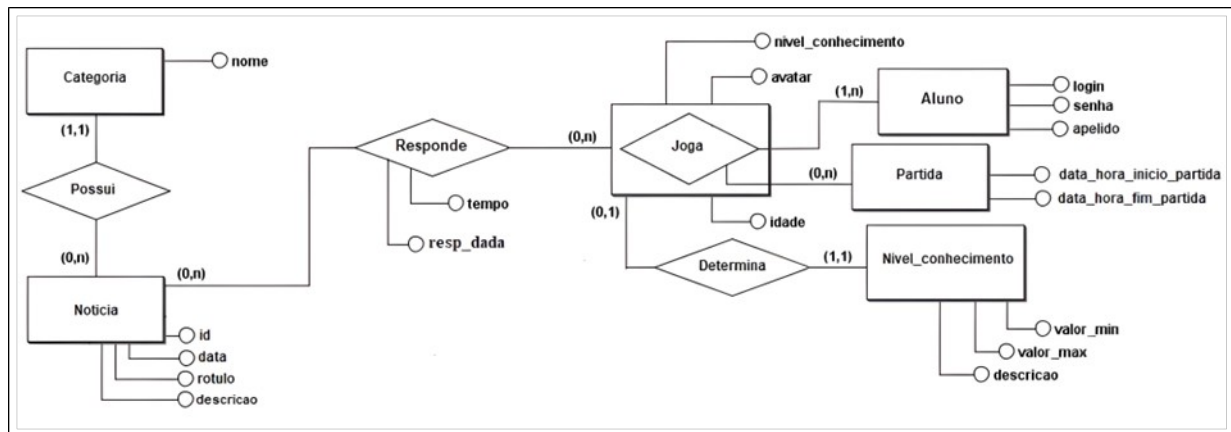 Categoria
nome
(1,1)
Possui
(0,n)
Noticia
id
data
rotulo
descricao
(0,n)
Responde
tempo
resp_dada
(0,n)
nivel_conhecimento
avatar
Joga
idade
(1,n)
Aluno
login
senha
apelido
(0,n)
Partida
data_hora_inicio_partida
data_hora_fim_partida
(0,1)
Determina
(1,1)
Nivel_conhecimento
valor_min
valor_max
descricao